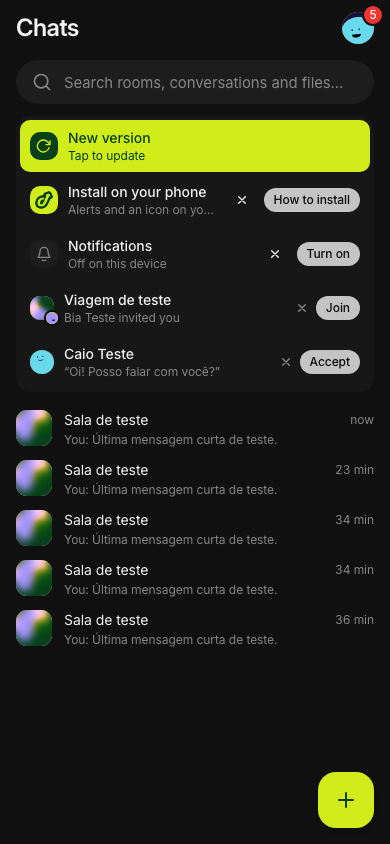 Chats
5
Search rooms, conversations and files...
New version
Tap to update
Install on your phone
Alerts and an icon on yo...
How to install
Notifications
Off on this device
Turn on
Viagem de teste
Bia Teste invited you
Join
Caio Teste
“Oi! Posso falar com você?”
Accept
Sala de teste
now
You: Última mensagem curta de teste.
Sala de teste
23 min
You: Última mensagem curta de teste.
Sala de teste
34 min
You: Última mensagem curta de teste.
Sala de teste
34 min
You: Última mensagem curta de teste.
Sala de teste
36 min
You: Última mensagem curta de teste.